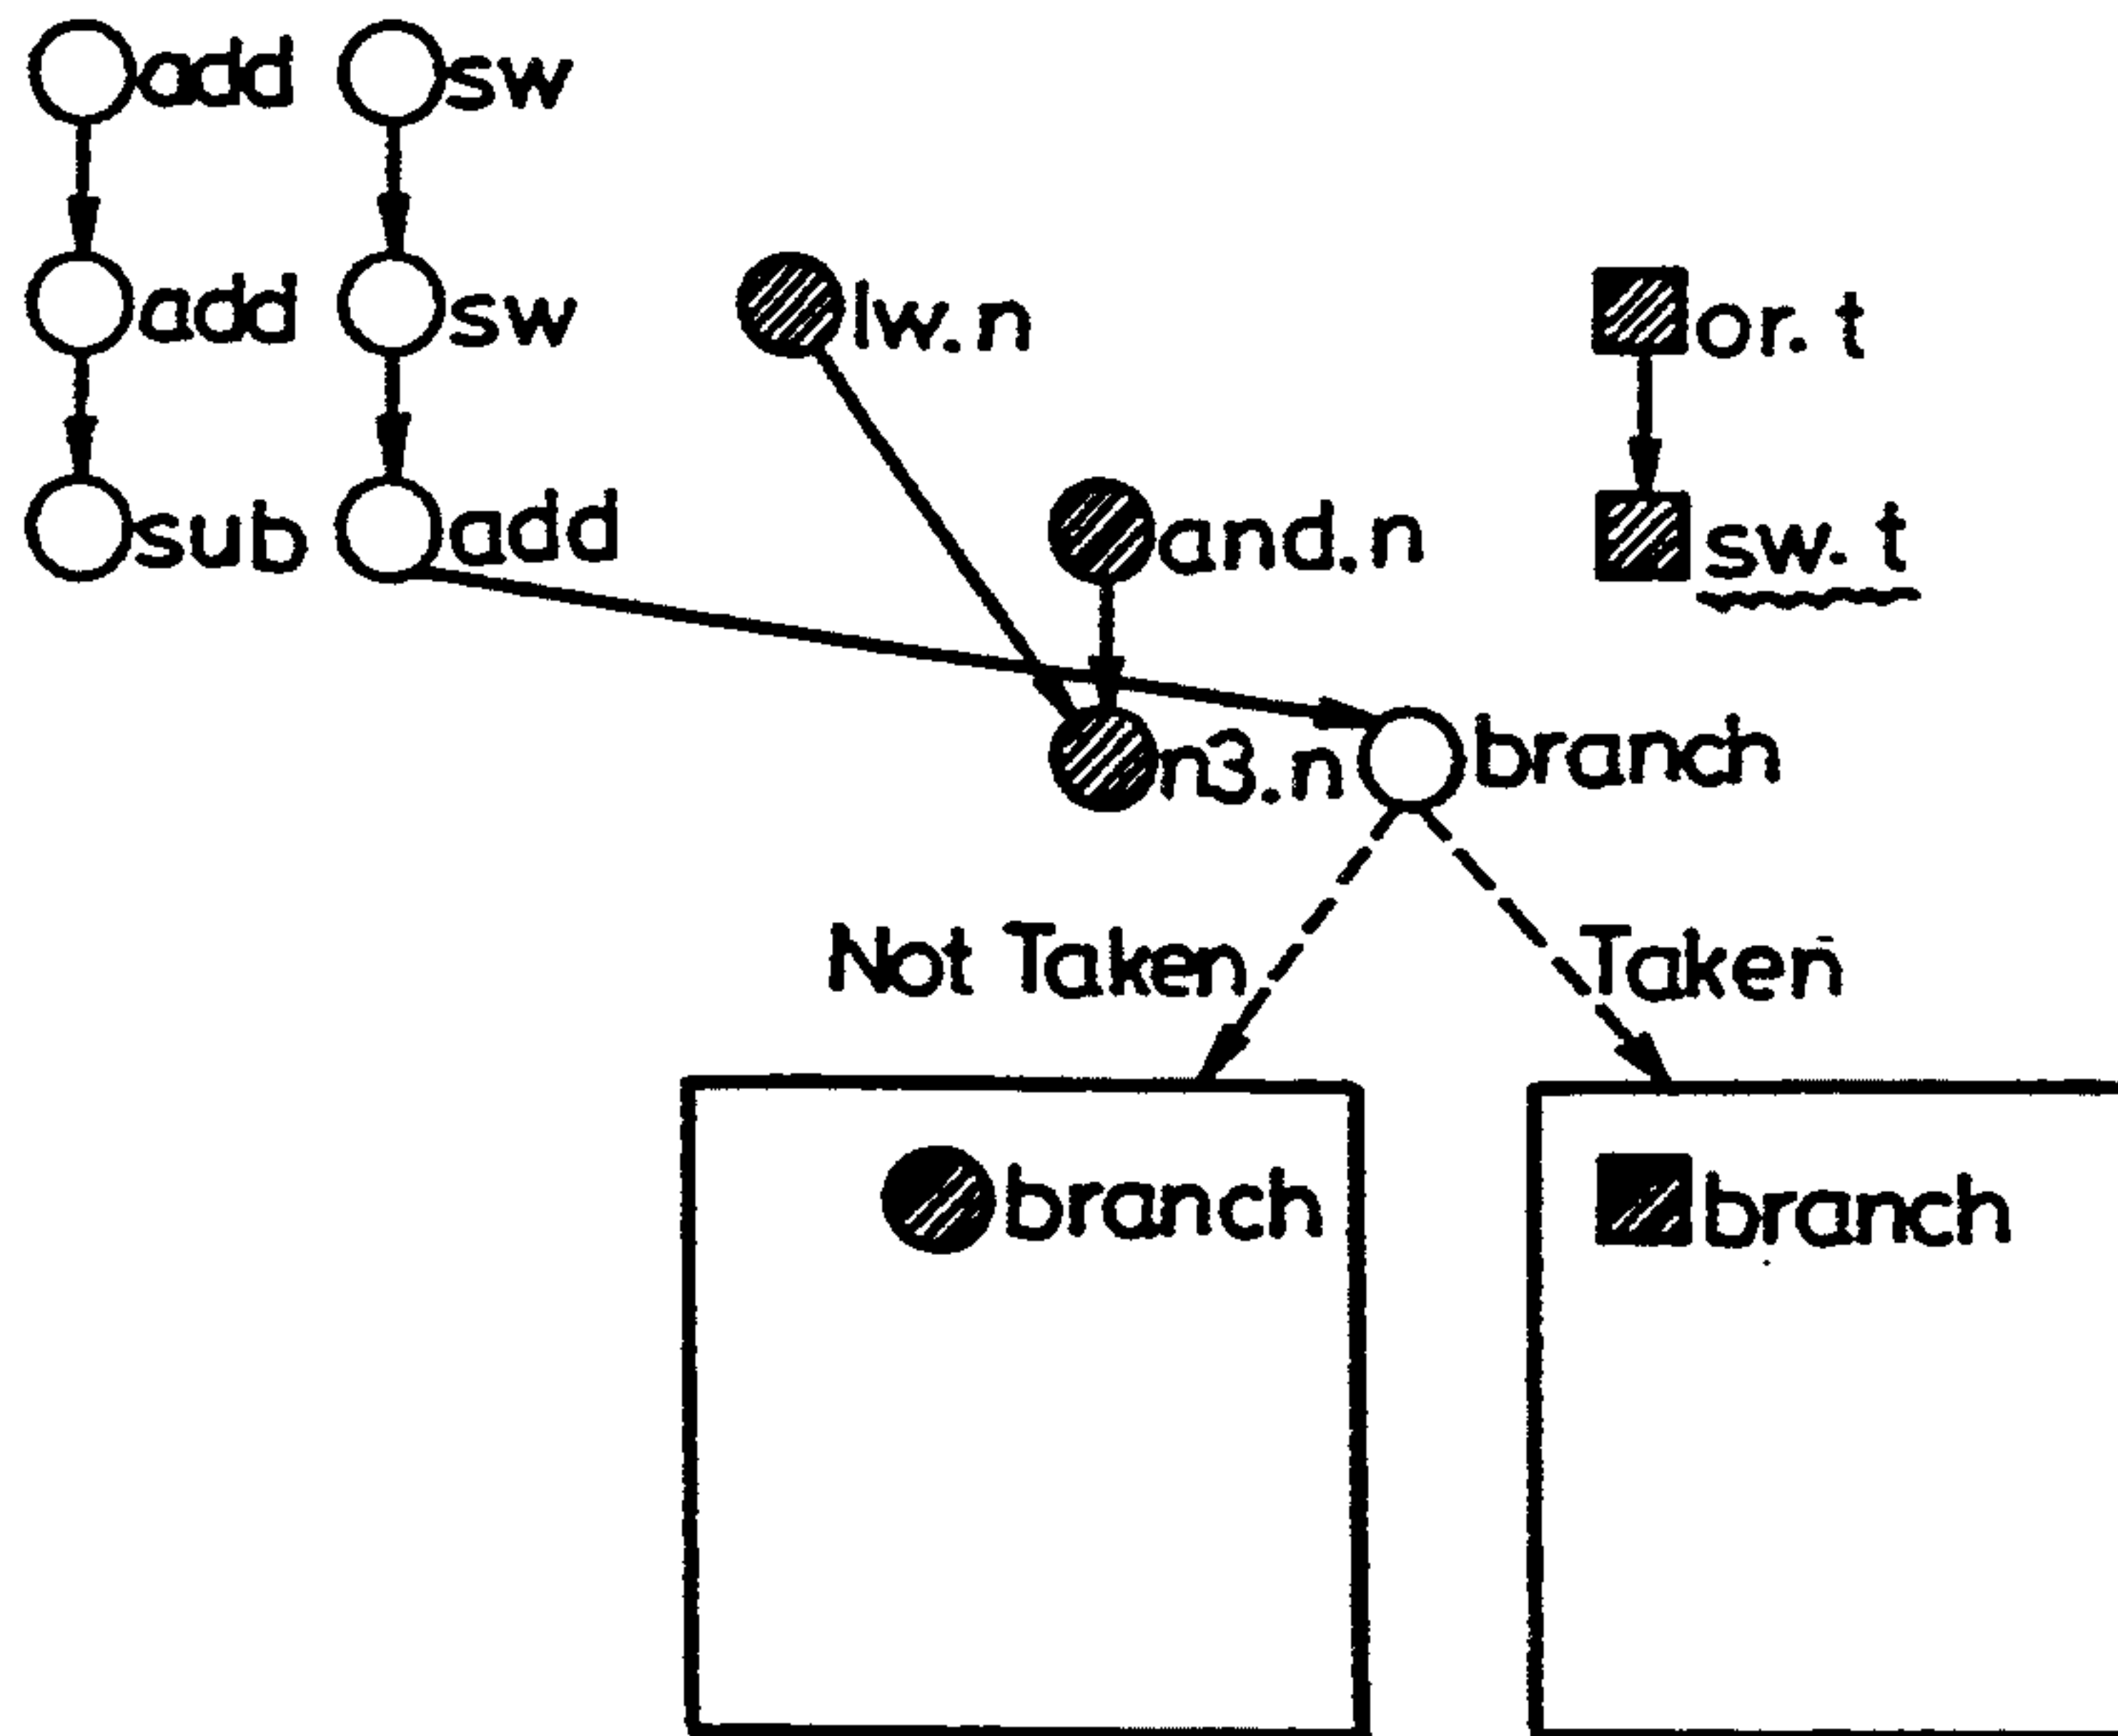 add sw
add sw lw.n or.t
sub add and.n sw.t
n3.n branch
Not Taken Taken
branch branch